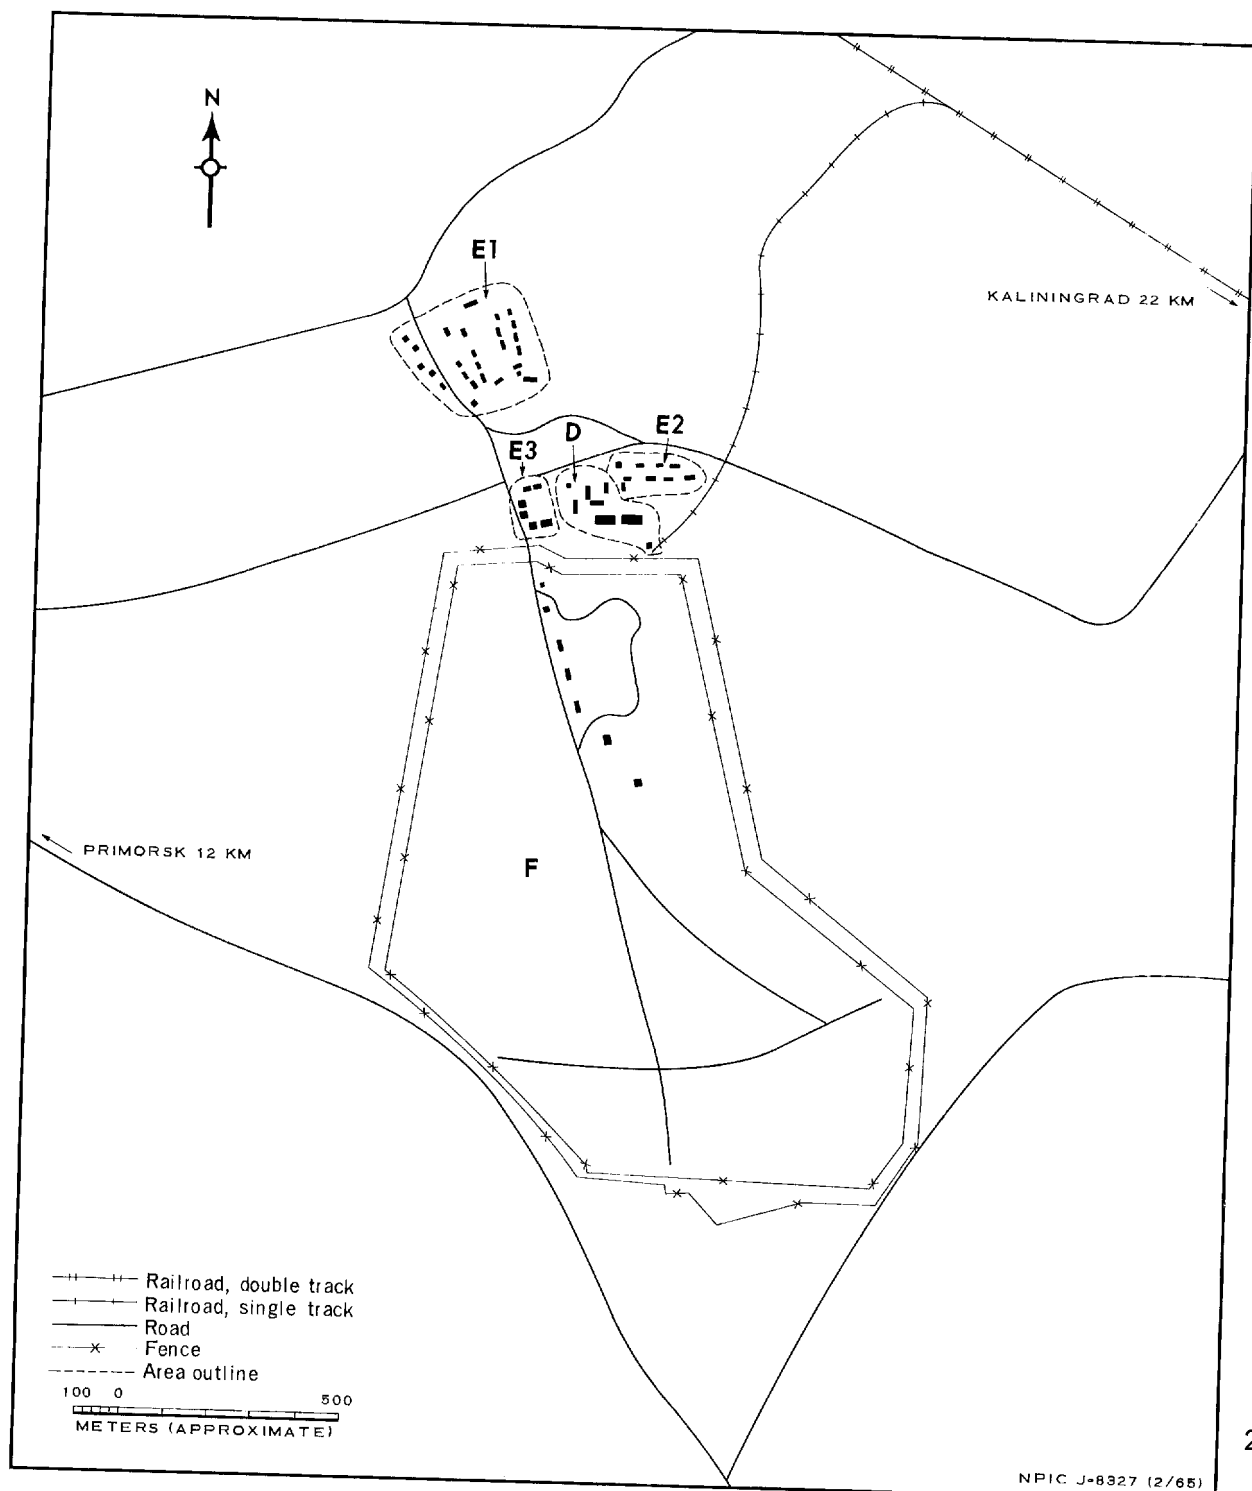 N
E1
KALININGRAD 22 KM
E3
D
E2
PRIMORSK 12 KM
F
Railroad, double track
Railroad, single track
Road
Fence
Area outline
100 0 500
METERS (APPROXIMATE)
2
NPIC J-8327 (2/65)